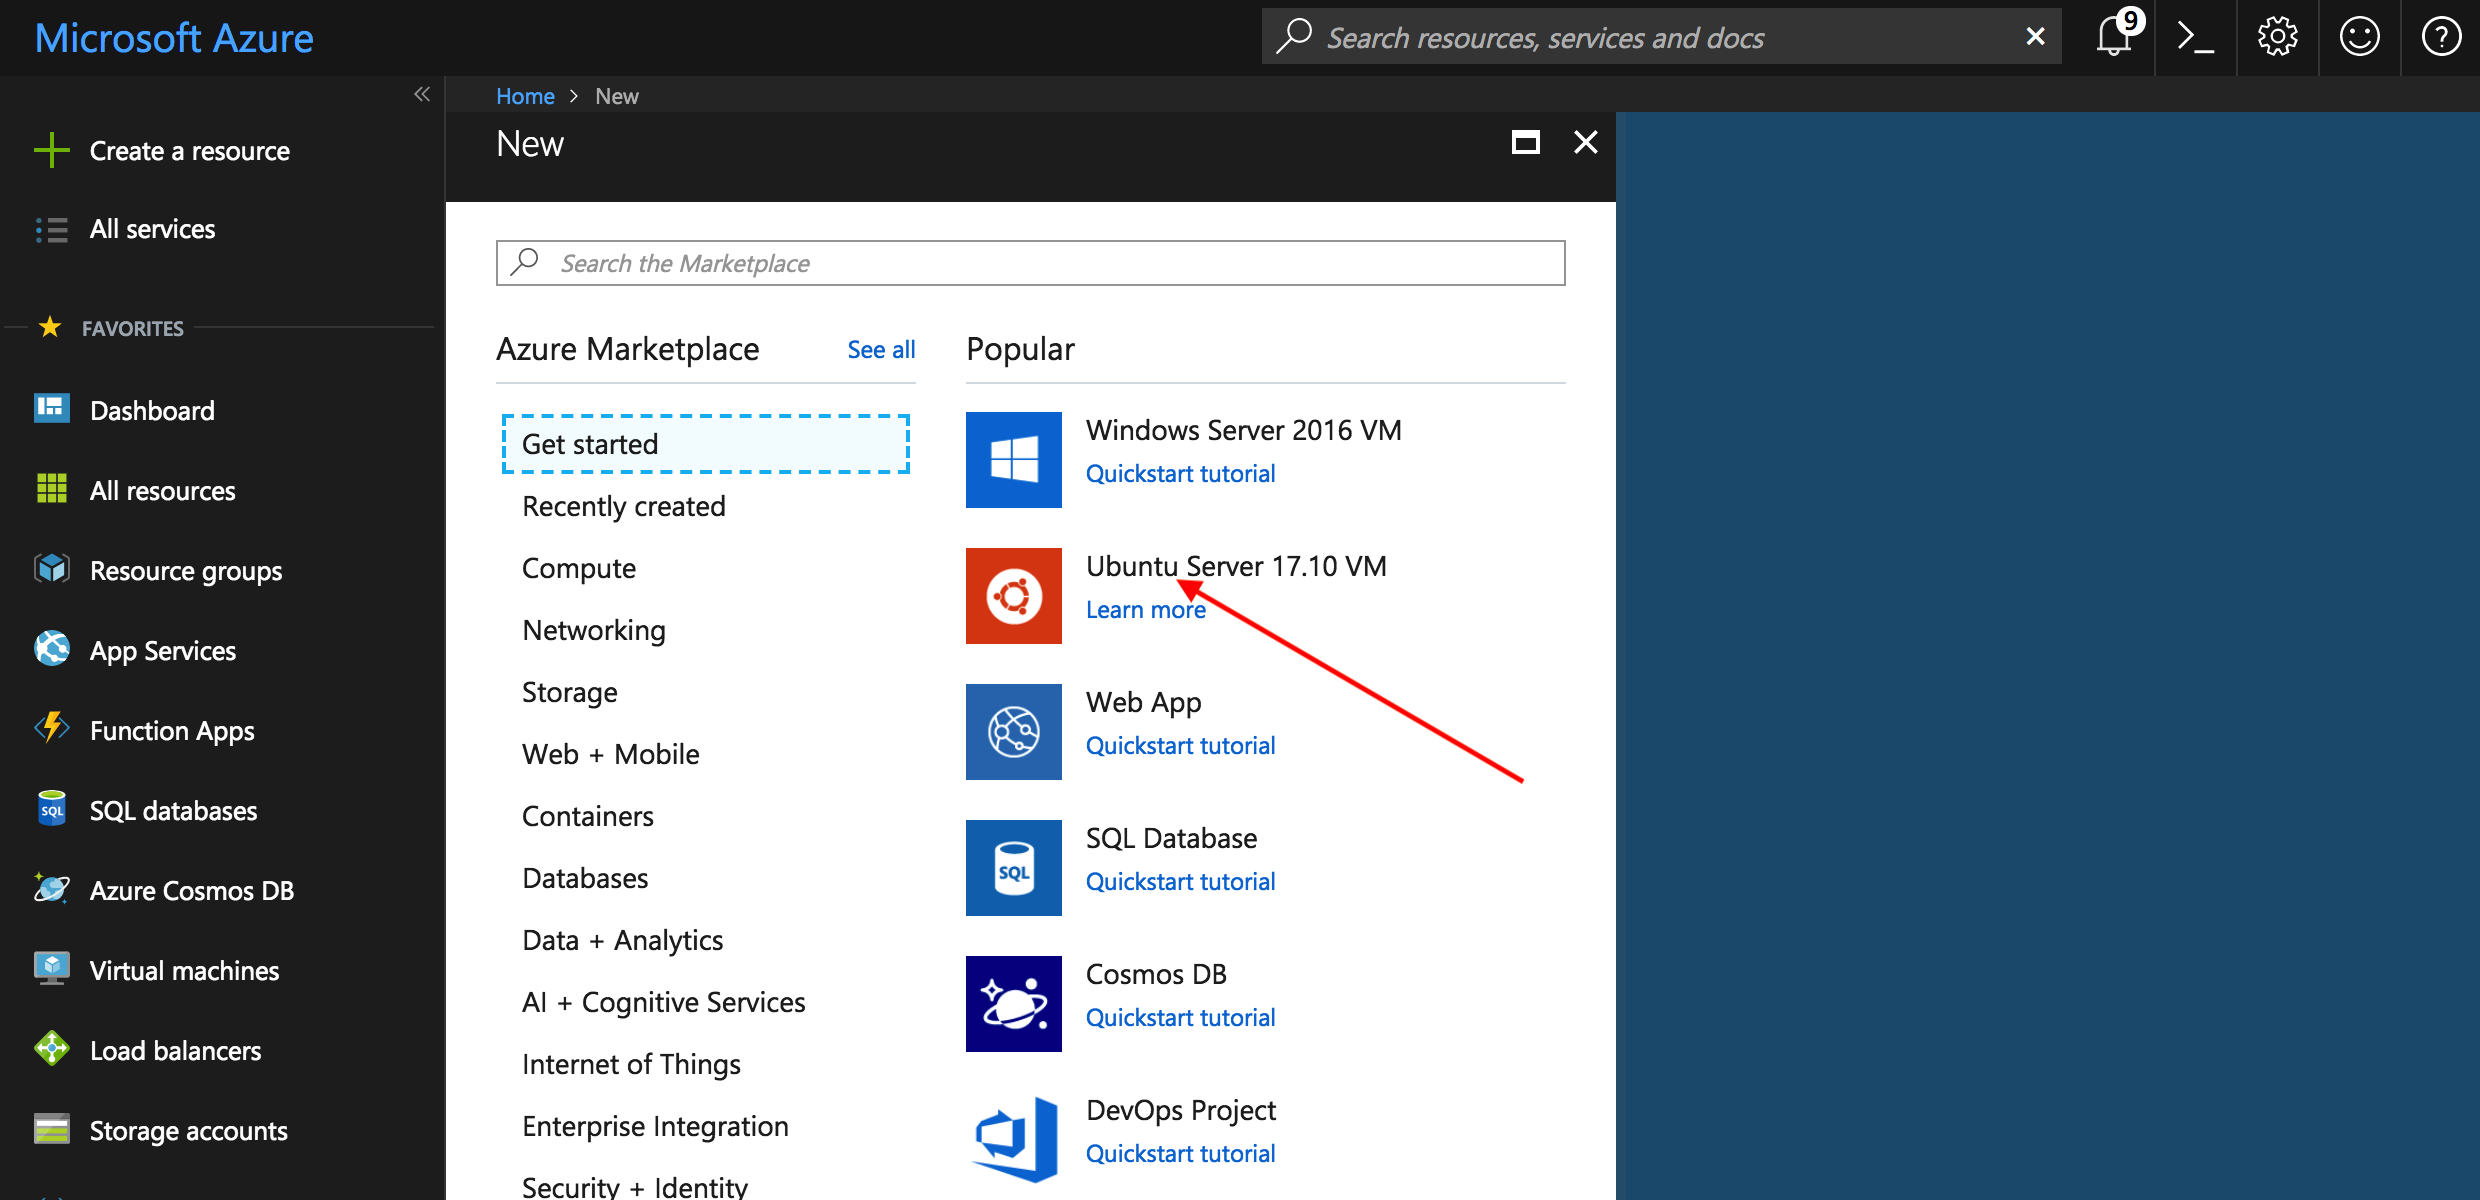 Microsoft Azure
Search resources, services and docs
9
Home > New
New
Create a resource
All services
FAVORITES
Dashboard
All resources
Resource groups
App Services
Function Apps
SQL
SQL databases
Azure Cosmos DB
Virtual machines
Load balancers
Storage accounts
Search the Marketplace
Azure Marketplace
See all
Get started
Recently created
Compute
Networking
Storage
Web + Mobile
Containers
Databases
Data + Analytics
AI + Cognitive Services
Internet of Things
Enterprise Integration
Security + Identity
Popular
Windows Server 2016 VM
Quickstart tutorial
Ubuntu Server 17.10 VM
Learn more
Web App
Quickstart tutorial
SQL
SQL Database
Quickstart tutorial
Cosmos DB
Quickstart tutorial
DevOps Project
Quickstart tutorial